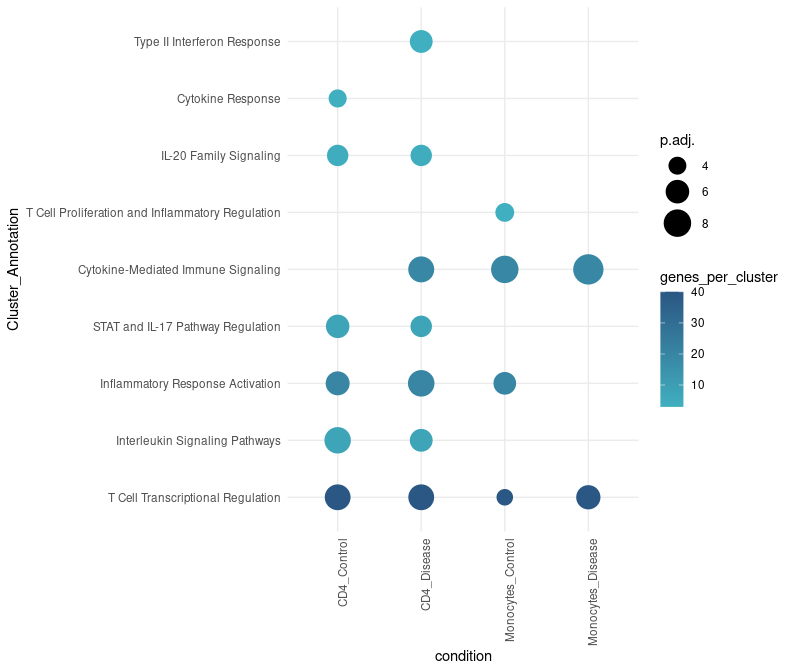 Cluster_Annotation
Type II Interferon Response
Cytokine Response
IL-20 Family Signaling
T Cell Proliferation and Inflammatory Regulation
Cytokine-Mediated Immune Signaling
STAT and IL-17 Pathway Regulation
Inflammatory Response Activation
Interleukin Signaling Pathways
T Cell Transcriptional Regulation
CD4_Control
CD4_Disease
Monocytes_Control
Monocytes_Disease
condition
p.adj.
4
6
8
genes_per_cluster
40
30
20
10